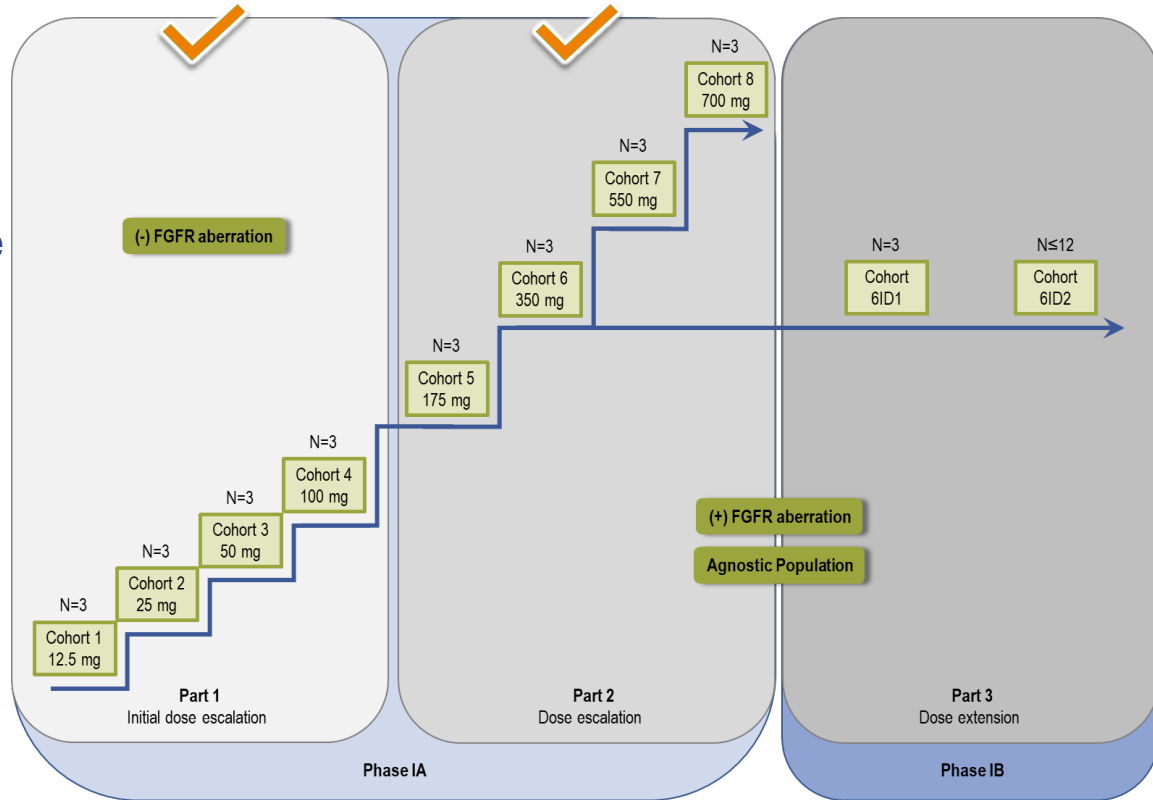 N=3
Cohort 8
700 mg
N=3
Cohort 7
550 mg
(-) FGFR aberration
e
N=3
Cohort 6
350 mg
N=3
Cohort
6ID1
N≤12
Cohort
6ID2
N=3
Cohort 5
175 mg
N=3
Cohort 4
100 mg
N=3
Cohort 3
50 mg
N=3
Cohort 2
25 mg
N=3
Cohort 1
12.5 mg
(+) FGFR aberration
Agnostic Population
Part 1
Initial dose escalation
Part 2
Dose escalation
Part 3
Dose extension
Phase IA
Phase IB